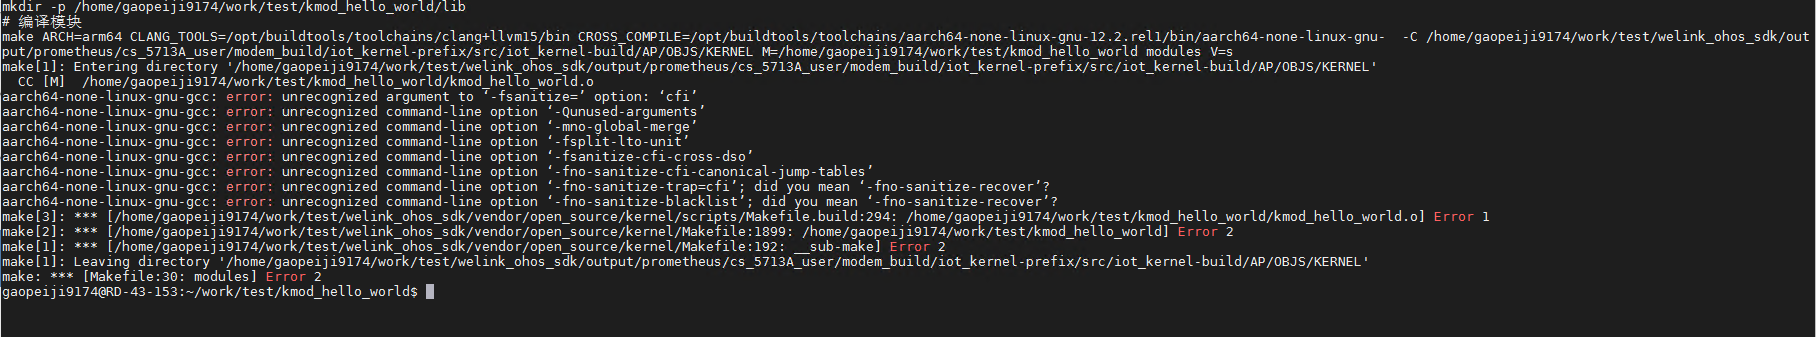 mkdir -p /home/gaopeiji9174/work/test/kmod_hello_world/lib
# 编译模块
make ARCH=arm64 CLANG_TOOLS=/opt/buildtools/toolchains/clang+llvm15/bin CROSS_COMPILE=/opt/buildtools/toolchains/aarch64-none-linux-gnu-12.2.rel1/bin/aarch64-none-linux-gnu-  -C /home/gaopeiji9174/work/test/welink_ohos_sdk/out
put/prometheus/cs_5713A_user/modem_build/iot_kernel-prefix/src/iot_kernel-build/AP/OBJS/KERNEL M=/home/gaopeiji9174/work/test/kmod_hello_world modules V=s
make[1]: Entering directory '/home/gaopeiji9174/work/test/welink_ohos_sdk/output/prometheus/cs_5713A_user/modem_build/iot_kernel-prefix/src/iot_kernel-build/AP/OBJS/KERNEL'
  CC [M]  /home/gaopeiji9174/work/test/kmod_hello_world/kmod_hello_world.o
aarch64-none-linux-gnu-gcc: error: unrecognized argument to ‘-fsanitize=’ option: ‘cfi’
aarch64-none-linux-gnu-gcc: error: unrecognized command-line option ‘-Qunused-arguments’
aarch64-none-linux-gnu-gcc: error: unrecognized command-line option ‘-mno-global-merge’
aarch64-none-linux-gnu-gcc: error: unrecognized command-line option ‘-fsplit-lto-unit’
aarch64-none-linux-gnu-gcc: error: unrecognized command-line option ‘-fsanitize-cfi-cross-dso’
aarch64-none-linux-gnu-gcc: error: unrecognized command-line option ‘-fno-sanitize-cfi-canonical-jump-tables’
aarch64-none-linux-gnu-gcc: error: unrecognized command-line option ‘-fno-sanitize-trap=cfi’; did you mean ‘-fno-sanitize-recover’?
aarch64-none-linux-gnu-gcc: error: unrecognized command-line option ‘-fno-sanitize-blacklist’; did you mean ‘-fno-sanitize-recover’?
make[3]: *** [/home/gaopeiji9174/work/test/welink_ohos_sdk/vendor/open_source/kernel/scripts/Makefile.build:294: /home/gaopeiji9174/work/test/kmod_hello_world/kmod_hello_world.o] Error 1
make[2]: *** [/home/gaopeiji9174/work/test/welink_ohos_sdk/vendor/open_source/kernel/Makefile:1899: /home/gaopeiji9174/work/test/kmod_hello_world] Error 2
make[1]: *** [/home/gaopeiji9174/work/test/welink_ohos_sdk/vendor/open_source/kernel/Makefile:192: __sub-make] Error 2
make[1]: Leaving directory '/home/gaopeiji9174/work/test/welink_ohos_sdk/output/prometheus/cs_5713A_user/modem_build/iot_kernel-prefix/src/iot_kernel-build/AP/OBJS/KERNEL'
make: *** [Makefile:30: modules] Error 2
gaopeiji9174@RD-43-153:~/work/test/kmod_hello_world$